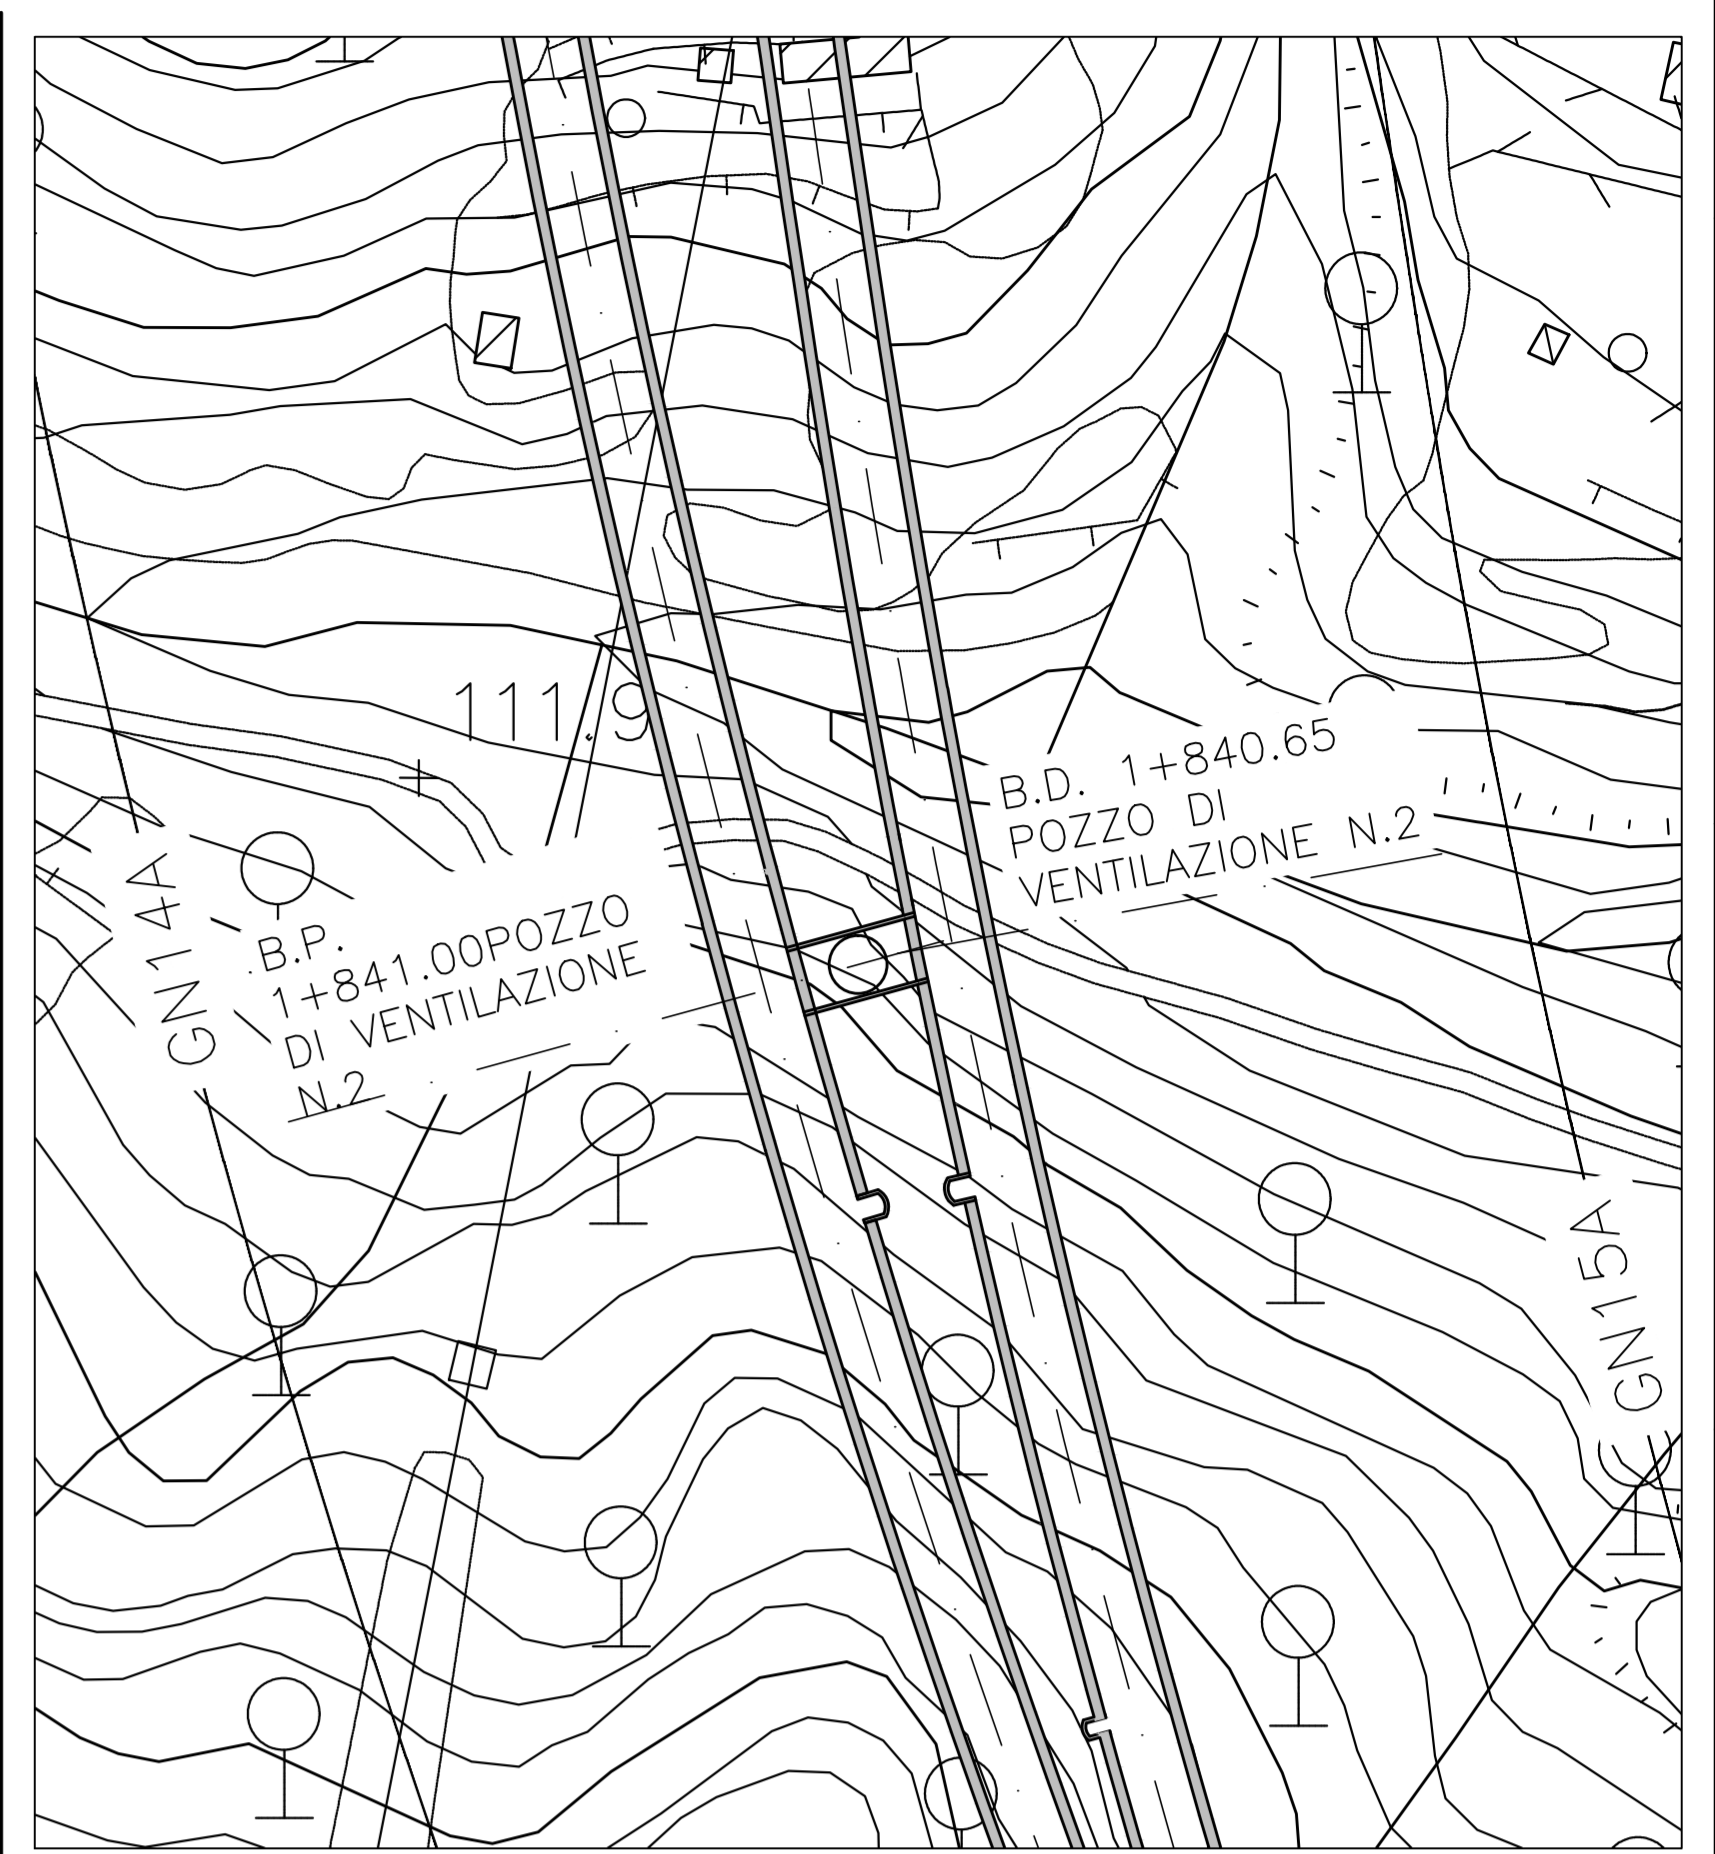 111.9
B.D. 1+840.65
POZZO DI
VENTILAZIONE N.2
GN14A
B.P.
1+841.00POZZO
DI VENTILAZIONE
N.2
GN15A